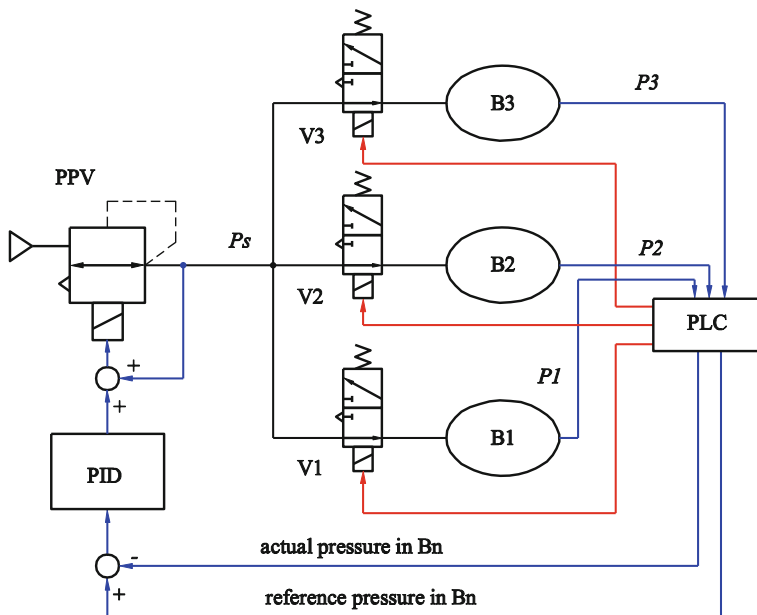 P3
B3
V3
PPV
Ps
P2
B2
V2
PLC
+
+
P1
B1
V1
PID
actual pressure in Bn
-
reference pressure in Bn
+